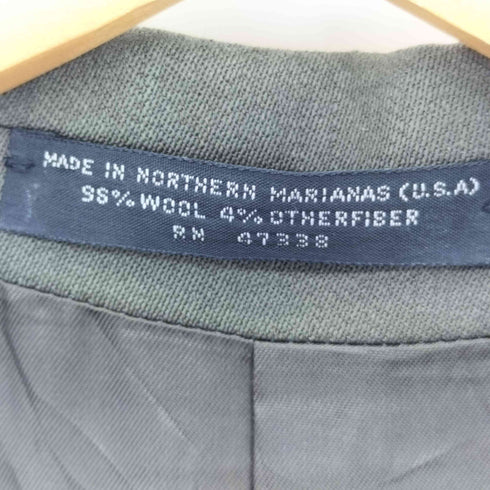 MADE IN NORTHERN MARIANAS (U.S.A)
96% WOOL 4% OTHERFIBER
RN 47338